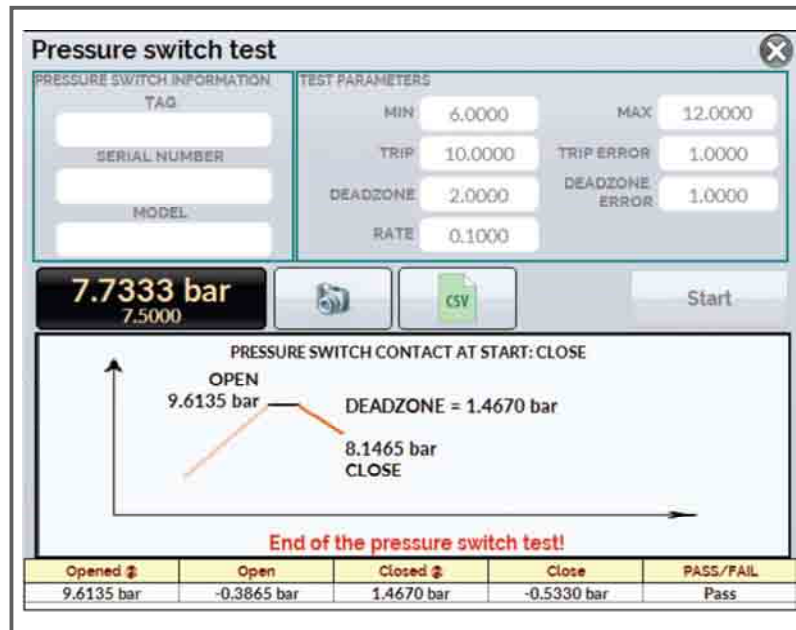 Pressure switch test
PRESSURE SWITCH INFORMATION
TAG
SERIAL NUMBER
MODEL
TEST PARAMETERS
MIN 6.0000 MAX 12.0000
TRIP 10.0000 TRIP ERROR 1.0000
DEADZONE 2.0000 DEADZONE ERROR 1.0000
RATE 0.1000
7.7333 bar
7.5000
CSV
Start
PRESSURE SWITCH CONTACT AT START: CLOSE
OPEN
9.6135 bar
DEADZONE = 1.4670 bar
8.1465 bar
CLOSE
End of the pressure switch test!
Opened Open Closed Close PASS/FAIL
9.6135 bar -0.3865 bar 1.4670 bar -0.5330 bar Pass